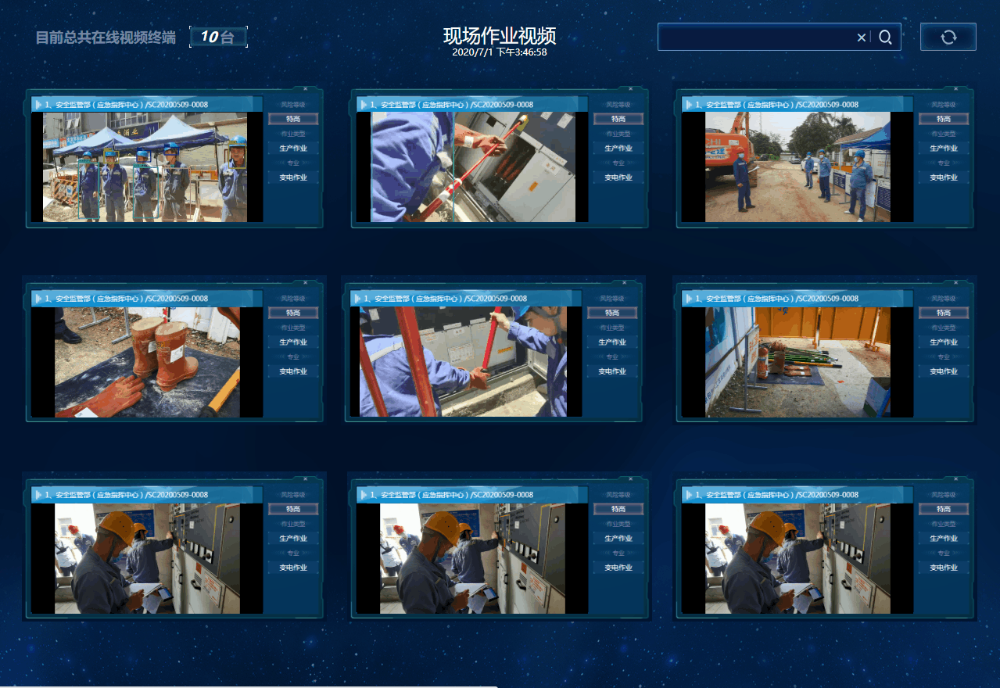 目前总共在线视频终端 10台
现场作业视频
2020/7/1 下午3:46:58
1、安全监管部（应急指挥中心）/SC20200509-0008
风险等级
特高
作业类型
生产作业
专业
变电作业
1、安全监管部（应急指挥中心）/SC20200509-0008
风险等级
特高
作业类型
生产作业
专业
变电作业
1、安全监管部（应急指挥中心）/SC20200509-0008
风险等级
特高
作业类型
生产作业
专业
变电作业
1、安全监管部（应急指挥中心）/SC20200509-0008
风险等级
特高
作业类型
生产作业
专业
变电作业
1、安全监管部（应急指挥中心）/SC20200509-0008
风险等级
特高
作业类型
生产作业
专业
变电作业
1、安全监管部（应急指挥中心）/SC20200509-0008
风险等级
特高
作业类型
生产作业
专业
变电作业
1、安全监管部（应急指挥中心）/SC20200509-0008
风险等级
特高
作业类型
生产作业
专业
变电作业
1、安全监管部（应急指挥中心）/SC20200509-0008
风险等级
特高
作业类型
生产作业
专业
变电作业
1、安全监管部（应急指挥中心）/SC20200509-0008
风险等级
特高
作业类型
生产作业
专业
变电作业